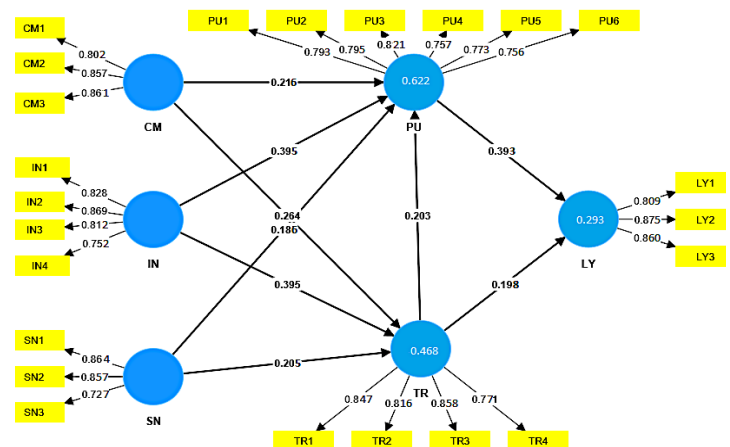 PU1 PU2 PU3 PU4 PU5 PU6
CM1
0.802
CM2
0.857
CM3
0.861
CM
0.793 0.795 0.821 0.757 0.773 0.756
0.622
PU
0.216
0.395
0.264
0.186
0.203
0.393
IN1
0.828
IN2
0.869
IN3
0.812
IN4
0.752
IN
0.395
LY1
0.809
LY2
0.875
LY3
0.860
0.293
LY
0.198
SN1
0.864
SN2
0.857
SN3
0.727
SN
0.205
0.468
TR
0.847 0.816 0.858 0.771
TR1 TR2 TR3 TR4